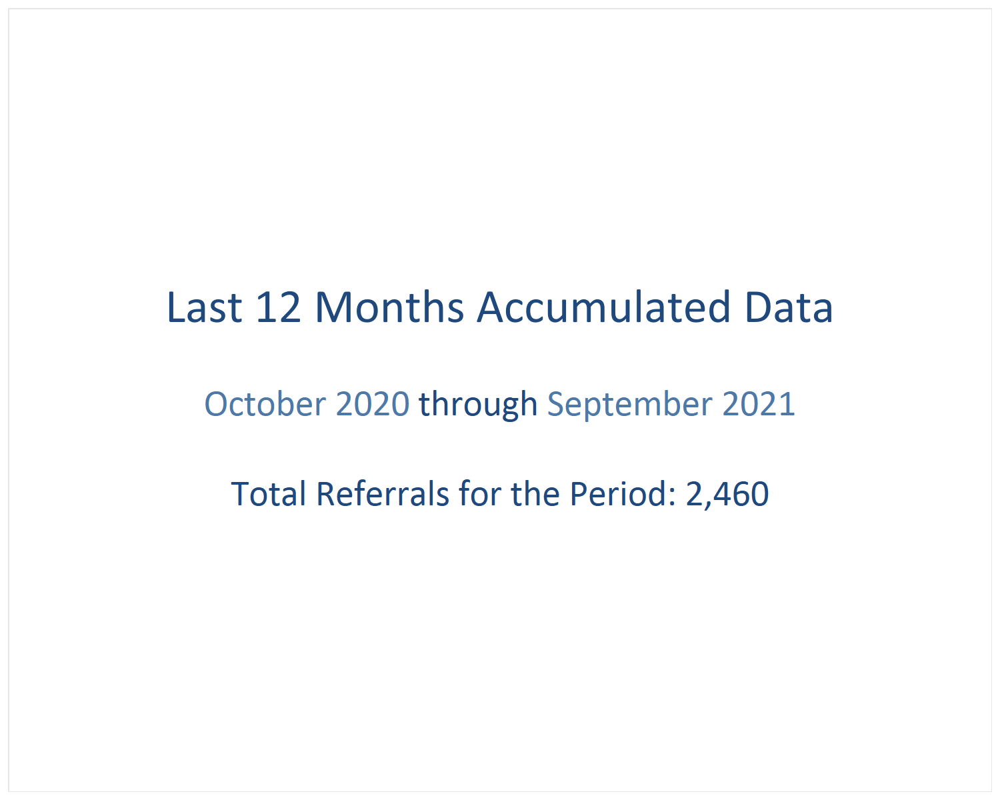 Last 12 Months Accumulated Data
October 2020 through September 2021
Total Referrals for the Period: 2,460